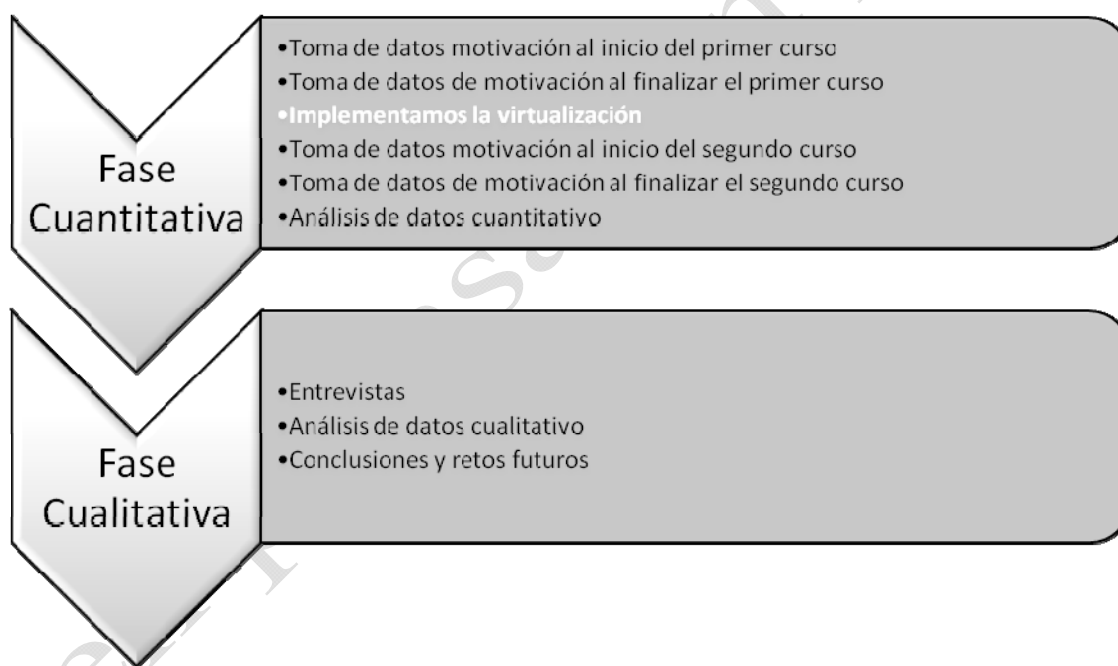 Fase
Cuantitativa
•Toma de datos motivación al inicio del primer curso
•Toma de datos de motivación al finalizar el primer curso
•Implementamos la virtualización
•Toma de datos motivación al inicio del segundo curso
•Toma de datos de motivación al finalizar el segundo curso
•Análisis de datos cuantitativo
Fase
Cualitativa
•Entrevistas
•Análisis de datos cualitativo
•Conclusiones y retos futuros